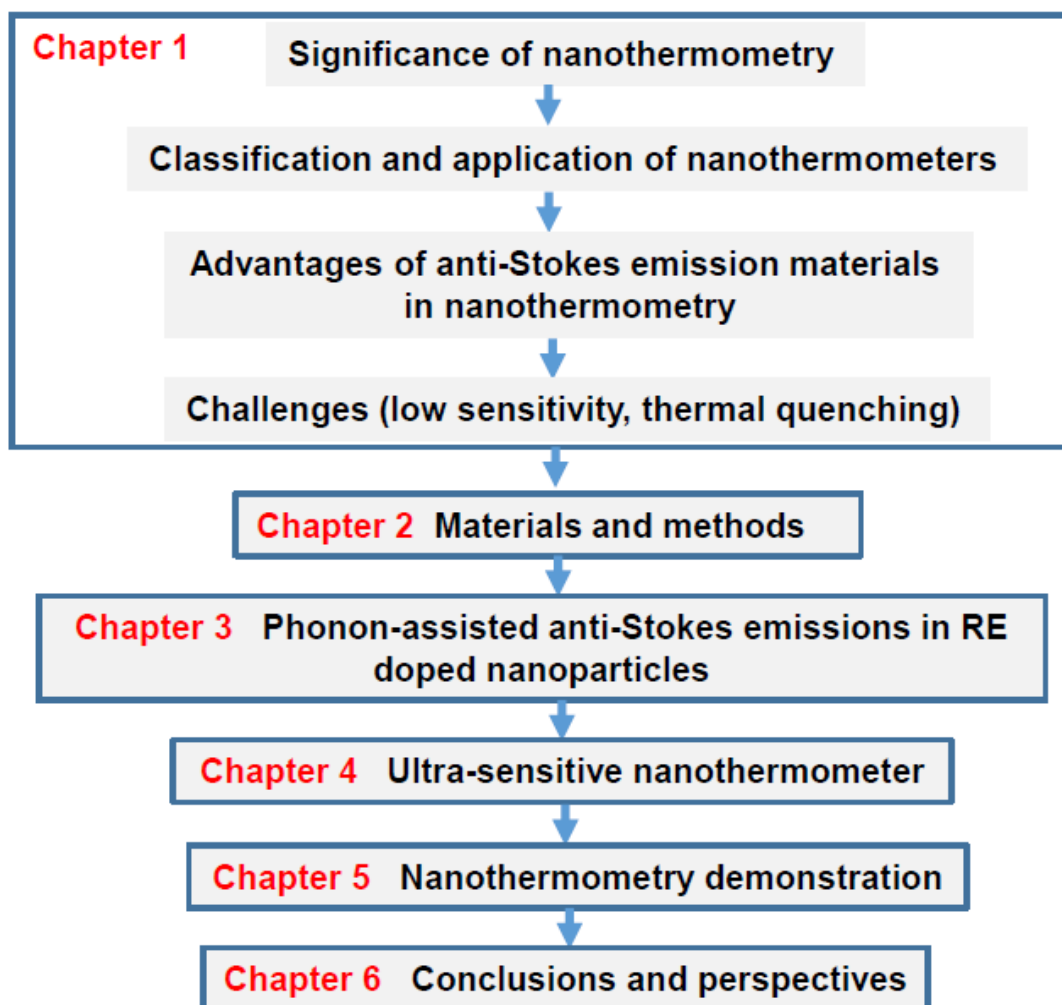 Chapter 1
Significance of nanothermometry
Classification and application of nanothermometers
Advantages of anti-Stokes emission materials
in nanothermometry
Challenges (low sensitivity, thermal quenching)
Chapter 2 Materials and methods
Chapter 3 Phonon-assisted anti-Stokes emissions in RE
doped nanoparticles
Chapter 4 Ultra-sensitive nanothermometer
Chapter 5 Nanothermometry demonstration
Chapter 6 Conclusions and perspectives